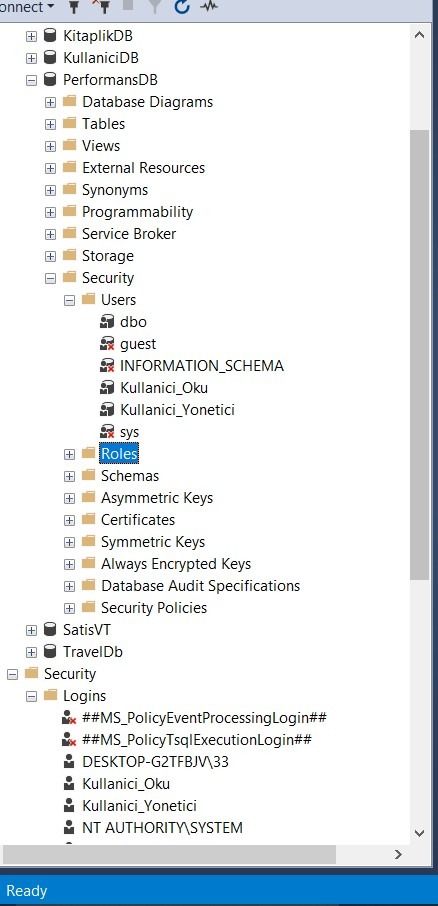 onnect
KitaplikDB
KullaniciDB
PerformansDB
Database Diagrams
Tables
Views
External Resources
Synonyms
Programmability
Service Broker
Storage
Security
Users
dbo
guest
INFORMATION_SCHEMA
Kullanici_Oku
Kullanici_Yonetici
sys
Roles
Schemas
Asymmetric Keys
Certificates
Symmetric Keys
Always Encrypted Keys
Database Audit Specifications
Security Policies
SatisVT
TravelDb
Security
Logins
##MS_PolicyEventProcessingLogin##
##MS_PolicyTsqlExecutionLogin##
DESKTOP-G2TFBJV\33
Kullanici_Oku
Kullanici_Yonetici
NT AUTHORITY\SYSTEM
Ready